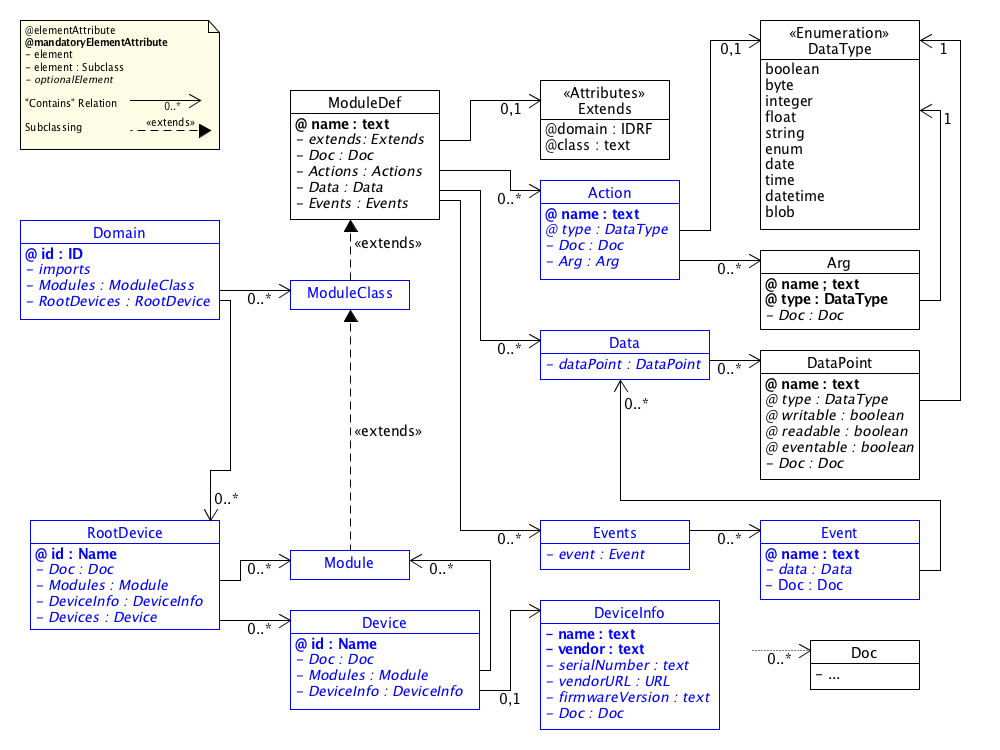 @elementAttribute
@mandatoryElementAttribute
– element
– element : Subclass
– optionalElement
"Contains" Relation
0..*
Subclassing
«extends»
ModuleDef
@ name : text
– extends: Extends
– Doc : Doc
– Actions : Actions
– Data : Data
– Events : Events
0,1
«Attributes»
Extends
@domain : IDRF
@class : text
0,1
«Enumeration»
DataType
boolean
byte
integer
float
string
enum
date
time
datetime
blob
1
1
0..*
Action
@ name : text
@ type : DataType
– Doc : Doc
– Arg : Arg
0..*
Arg
@ name ; text
@ type : DataType
– Doc : Doc
Domain
@ id : ID
– imports
– Modules : ModuleClass
– RootDevices : RootDevice
0..*
«extends»
ModuleClass
0..*
Data
– dataPoint : DataPoint
0..*
DataPoint
@ name : text
@ type : DataType
@ writable : boolean
@ readable : boolean
@ eventable : boolean
– Doc : Doc
0..*
«extends»
0..*
RootDevice
@ id : Name
– Doc : Doc
– Modules : Module
– DeviceInfo : DeviceInfo
– Devices : Device
0..*
Module
0..*
0..*
Events
– event : Event
0..*
Event
@ name : text
– data : Data
– Doc : Doc
0..*
Device
@ id : Name
– Doc : Doc
– Modules : Module
– DeviceInfo : DeviceInfo
0,1
DeviceInfo
– name : text
– vendor : text
– serialNumber : text
– vendorURL : URL
– firmwareVersion : text
– Doc : Doc
0..*
Doc
– ...